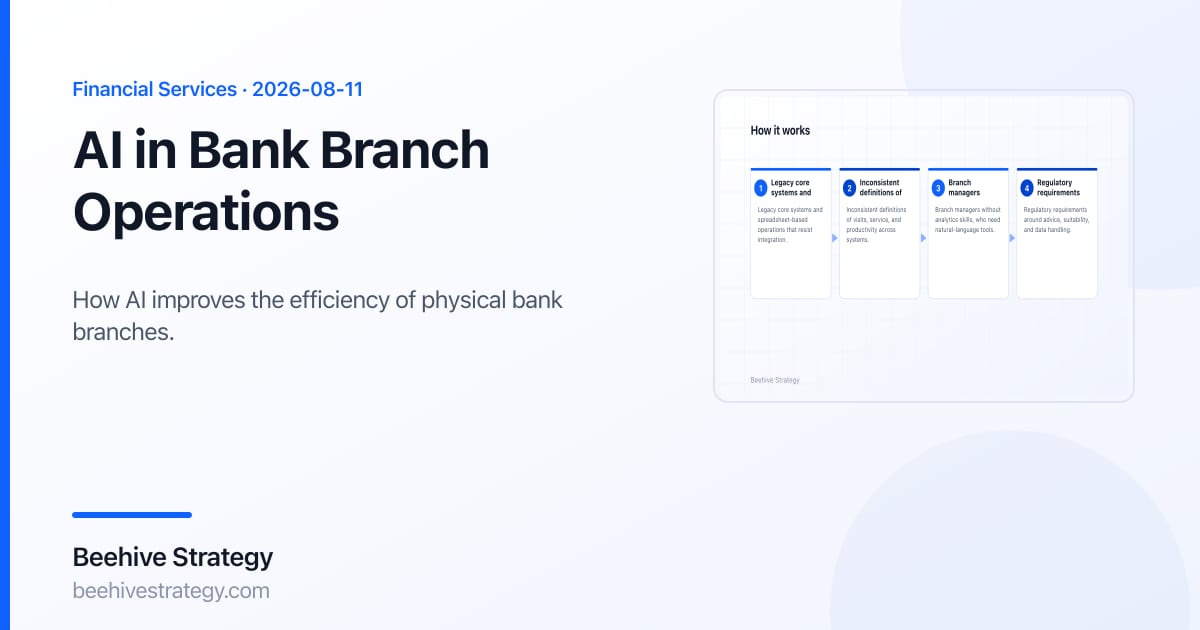 Financial Services · 2026-08-11
AI in Bank Branch
Operations
How AI improves the efficiency of physical bank
branches.
Beehive Strategy
beehivestrategy.com
How it works
1
Legacy core
systems and
Legacy core systems and
spreadsheet-based
operations that resist
integration.
2
Inconsistent
definitions of
Inconsistent definitions
of visits, service, and
productivity across
systems.
3
Branch
managers
Branch managers without
analytics skills, who need
natural-language tools.
4
Regulatory
requirements
Regulatory requirements
around advice, suitability,
and data handling.
Beehive Strategy